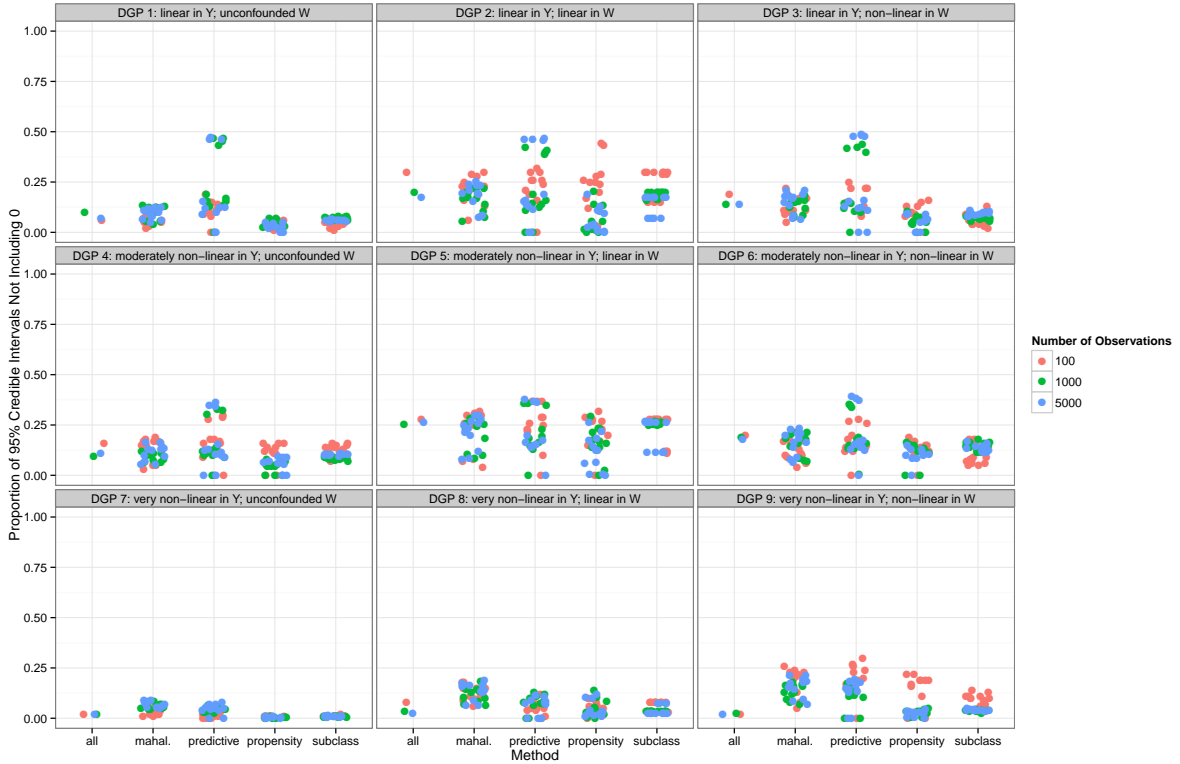 DGP 1: linear in Y; unconfounded W
DGP 2: linear in Y; linear in W
DGP 3: linear in Y; non−linear in W
1.00
0.75
0.50
0.25
0.00
DGP 4: moderately non−linear in Y; unconfounded W
DGP 5: moderately non−linear in Y; linear in W
DGP 6: moderately non−linear in Y; non−linear in W
1.00
0.75
0.50
0.25
0.00
DGP 7: very non−linear in Y; unconfounded W
DGP 8: very non−linear in Y; linear in W
DGP 9: very non−linear in Y; non−linear in W
1.00
0.75
0.50
0.25
0.00
all mahal. predictive propensity subclass
all mahal. predictive propensity subclass
all mahal. predictive propensity subclass
Method
Proportion of 95% Credible Intervals Not Including 0
Number of Observations
100
1000
5000